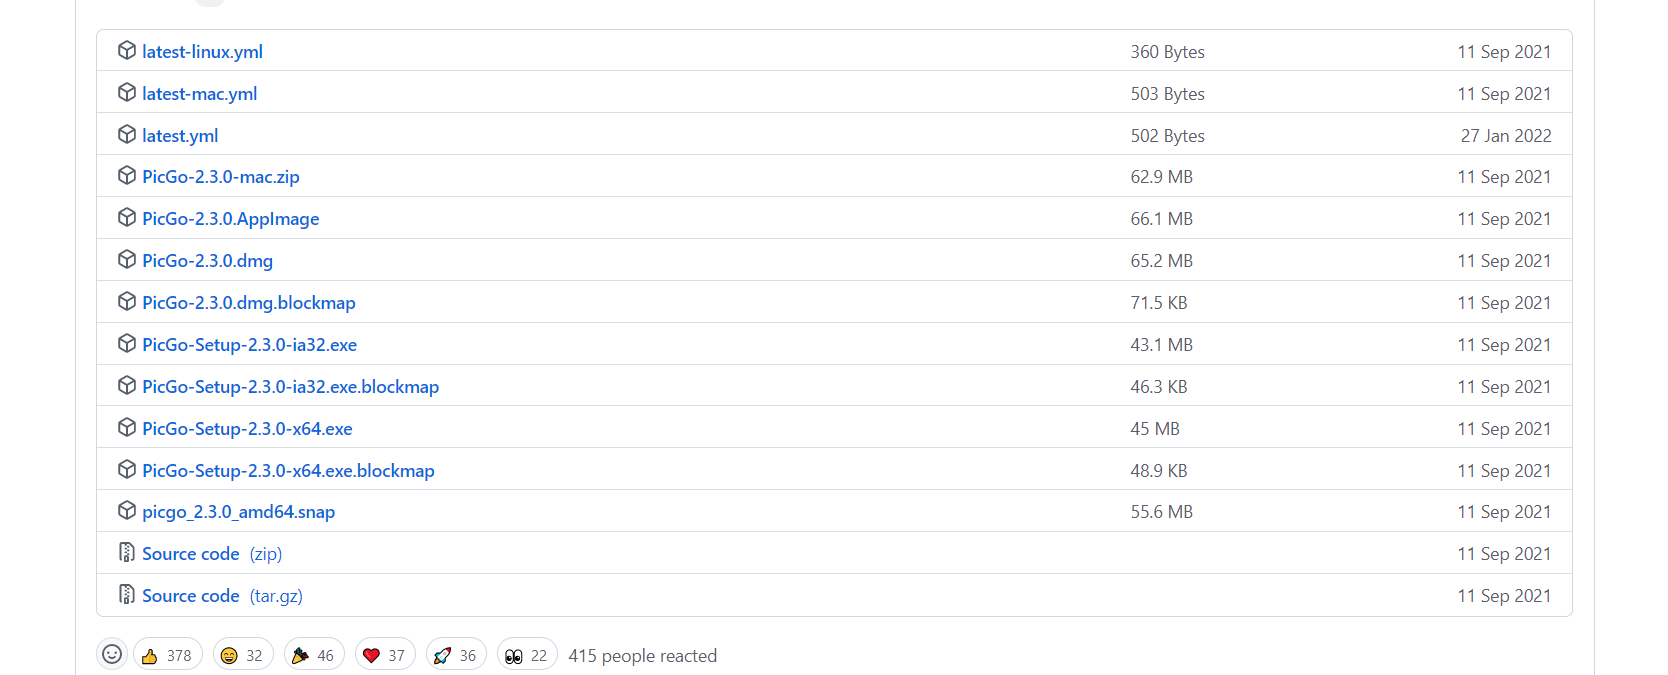 latest-linux.yml 360 Bytes 11 Sep 2021
latest-mac.yml 503 Bytes 11 Sep 2021
latest.yml 502 Bytes 27 Jan 2022
PicGo-2.3.0-mac.zip 62.9 MB 11 Sep 2021
PicGo-2.3.0.AppImage 66.1 MB 11 Sep 2021
PicGo-2.3.0.dmg 65.2 MB 11 Sep 2021
PicGo-2.3.0.dmg.blockmap 71.5 KB 11 Sep 2021
PicGo-Setup-2.3.0-ia32.exe 43.1 MB 11 Sep 2021
PicGo-Setup-2.3.0-ia32.exe.blockmap 46.3 KB 11 Sep 2021
PicGo-Setup-2.3.0-x64.exe 45 MB 11 Sep 2021
PicGo-Setup-2.3.0-x64.exe.blockmap 48.9 KB 11 Sep 2021
picgo_2.3.0_amd64.snap 55.6 MB 11 Sep 2021
Source code (zip) 11 Sep 2021
Source code (tar.gz) 11 Sep 2021
378 32 46 37 36 22 415 people reacted